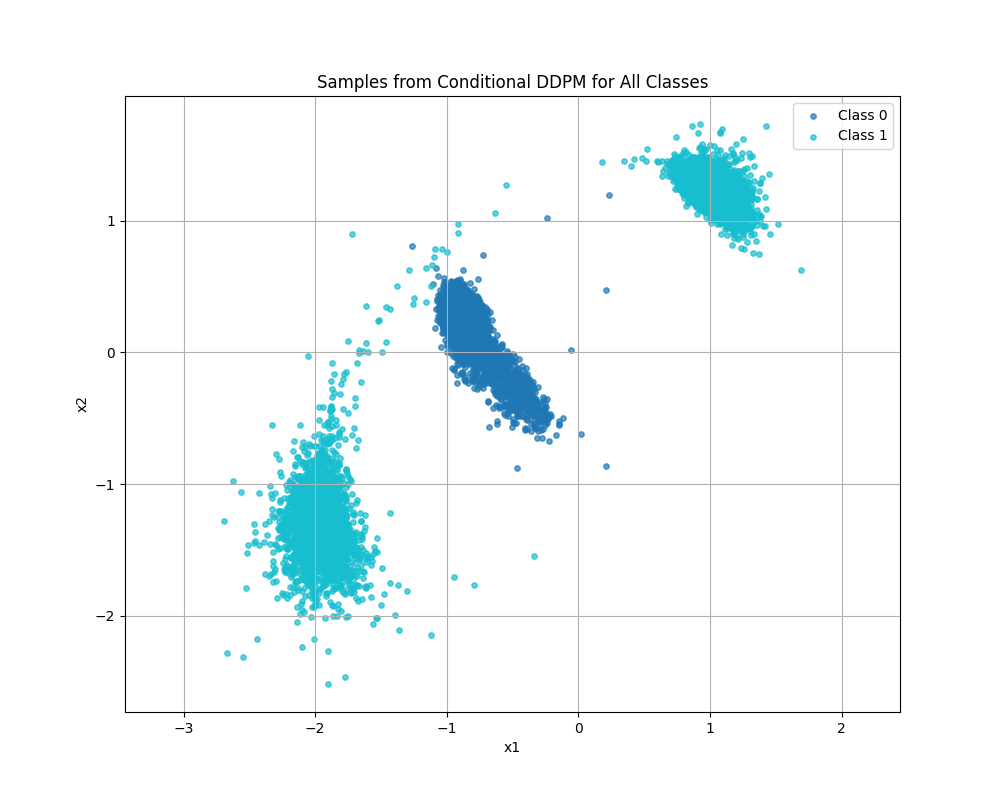 Samples from Conditional DDPM for All Classes
Class 0
Class 1
1
0
−1
−2
x2
−3
−2
−1
0
1
2
x1